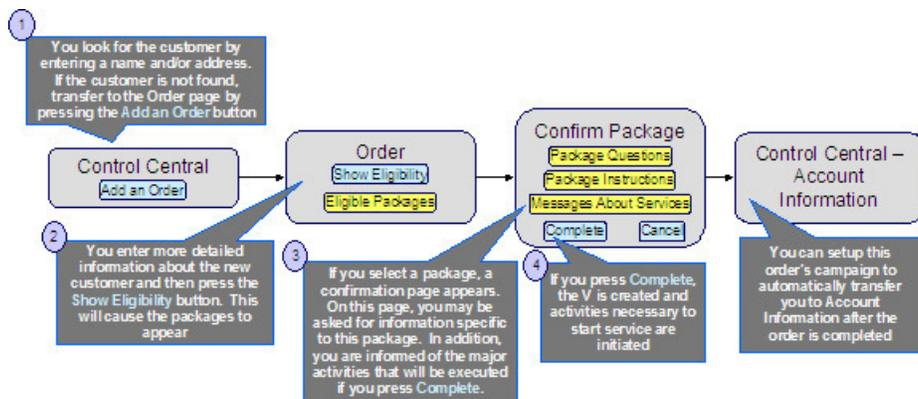 1
You look for the customer by
entering a name and/or address.
If the customer is not found,
transfer to the Order page by
pressing the Add an Order button
Control Central
Add an Order
Order
Show Eligibility
Eligible Packages
Confirm Package
Package Questions
Package Instructions
Messages About Services
Complete
Cancel
Control Central –
Account
Information
2
You enter more detailed
information about the new
customer and then press the
Show Eligibility button. This
will cause the packages to
appear
3
If you select a package, a
confirmation page appears.
On this page, you may be
asked for information specific
to this package. In addition,
you are informed of the major
activities that will be executed
if you press Complete.
4
If you press Complete,
the V is created and
activities necessary to
start service are
initiated
You can setup this
order's campaign to
automatically transfer
you to Account
Information after the
order is completed